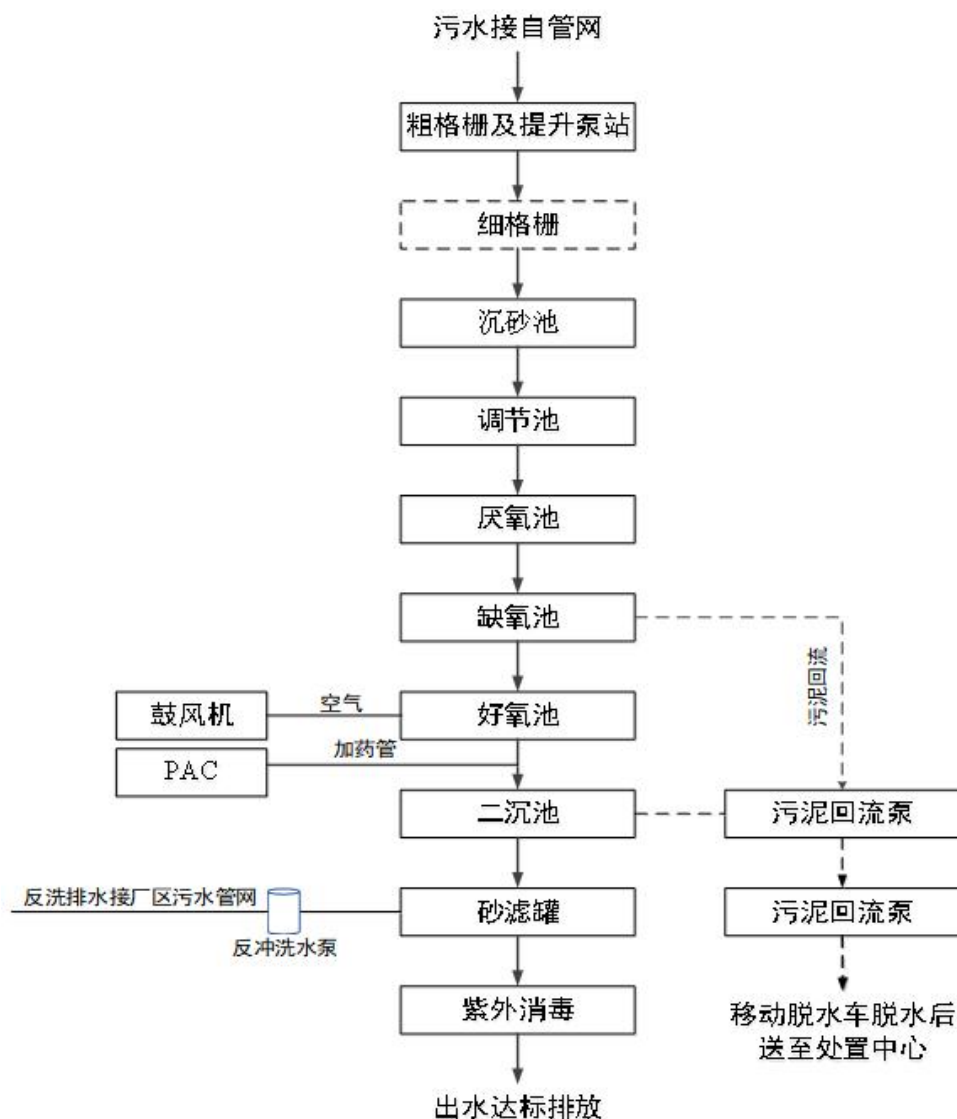 污水接自管网
粗格栅及提升泵站
细格栅
沉砂池
调节池
厌氧池
缺氧池
污泥回流
鼓风机
空气
好氧池
加药管
PAC
二沉池
污泥回流泵
反洗排水接厂区污水管网
反冲洗水泵
砂滤罐
污泥回流泵
紫外消毒
移动脱水车脱水后
送至处置中心
出水达标排放